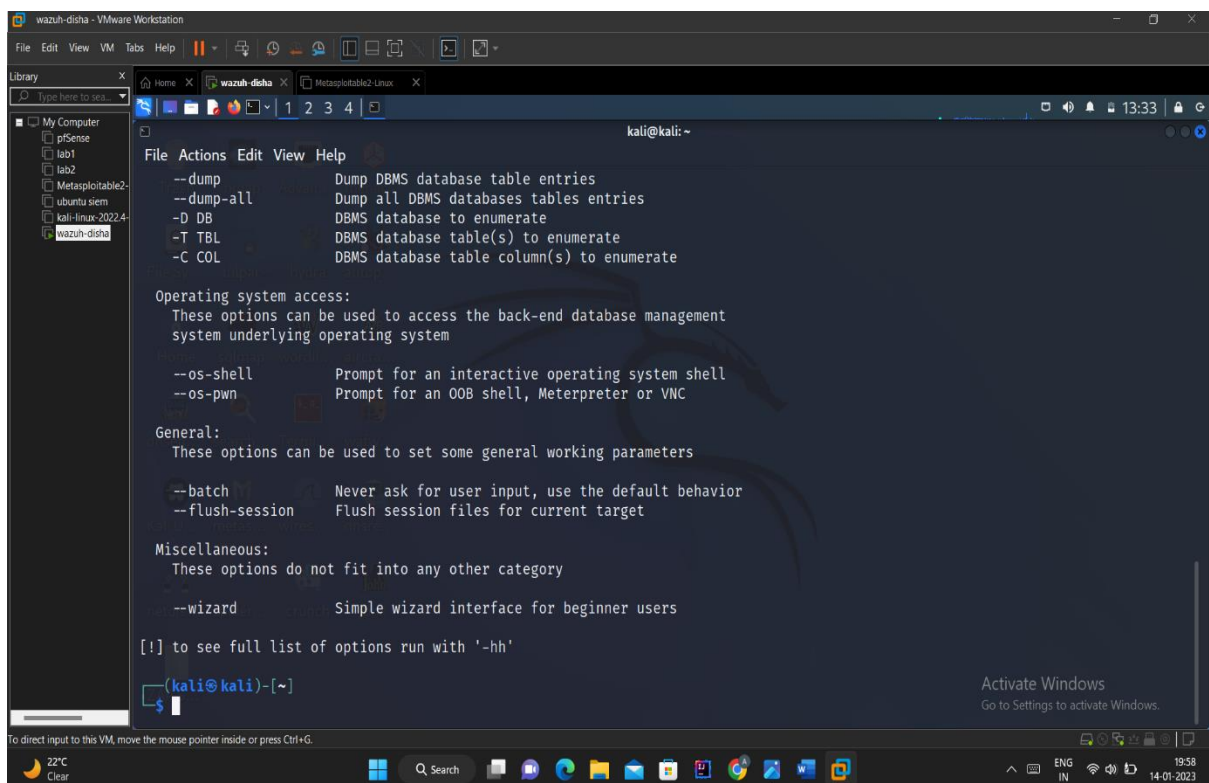 wazuh-disha - VMware Workstation
File Edit View VM Tabs Help
Library X
Home X wazuh-disha X Metasploitable2-Linux X
Type here to sea...
1 2 3 4 13:33
My Computer
pfSense
lab1
lab2
Metasploitable2-
ubuntu siem
kali-linux-2022.4-
wazuh-disha
kali@kali: ~
File Actions Edit View Help
--dump Dump DBMS database table entries
--dump-all Dump all DBMS databases tables entries
-D DB DBMS database to enumerate
-T TBL DBMS database table(s) to enumerate
-C COL DBMS database table column(s) to enumerate
Operating system access:
These options can be used to access the back-end database management
system underlying operating system
--os-shell Prompt for an interactive operating system shell
--os-pwn Prompt for an OOB shell, Meterpreter or VNC
General:
These options can be used to set some general working parameters
--batch Never ask for user input, use the default behavior
--flush-session Flush session files for current target
Miscellaneous:
These options do not fit into any other category
--wizard Simple wizard interface for beginner users
[!] to see full list of options run with '-hh'
(kali㉿kali)-[~]
$
Activate Windows
Go to Settings to activate Windows.
To direct input to this VM, move the mouse pointer inside or press Ctrl+G.
22°C
Clear
Search
ENG
IN
19:58
14-01-2023